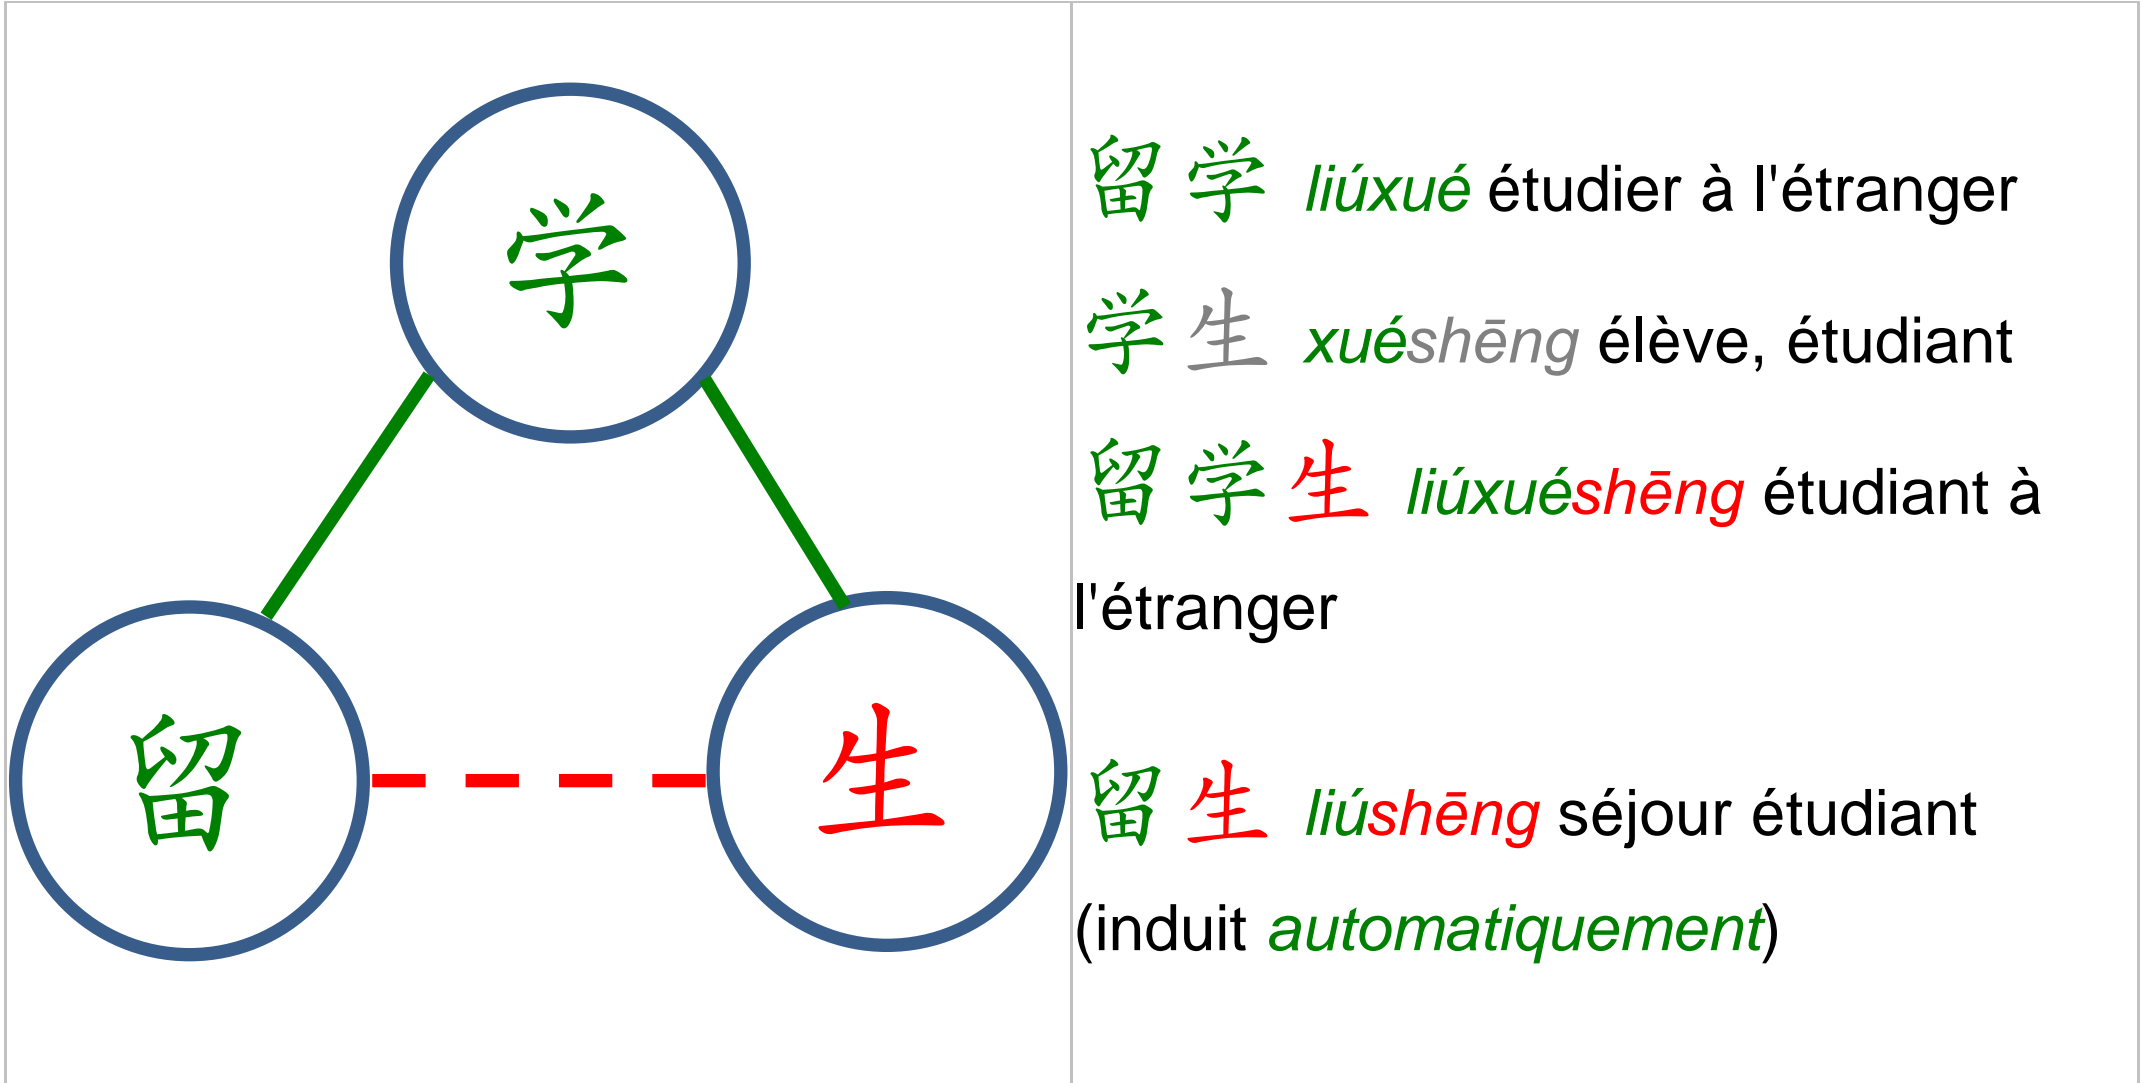 学
留
生
留学 liúxué étudier à l'étranger
学生 xuéshēng élève, étudiant
留学生 liúxuéshēng étudiant à
l'étranger
留生 liúshēng séjour étudiant
(induit automatiquement)